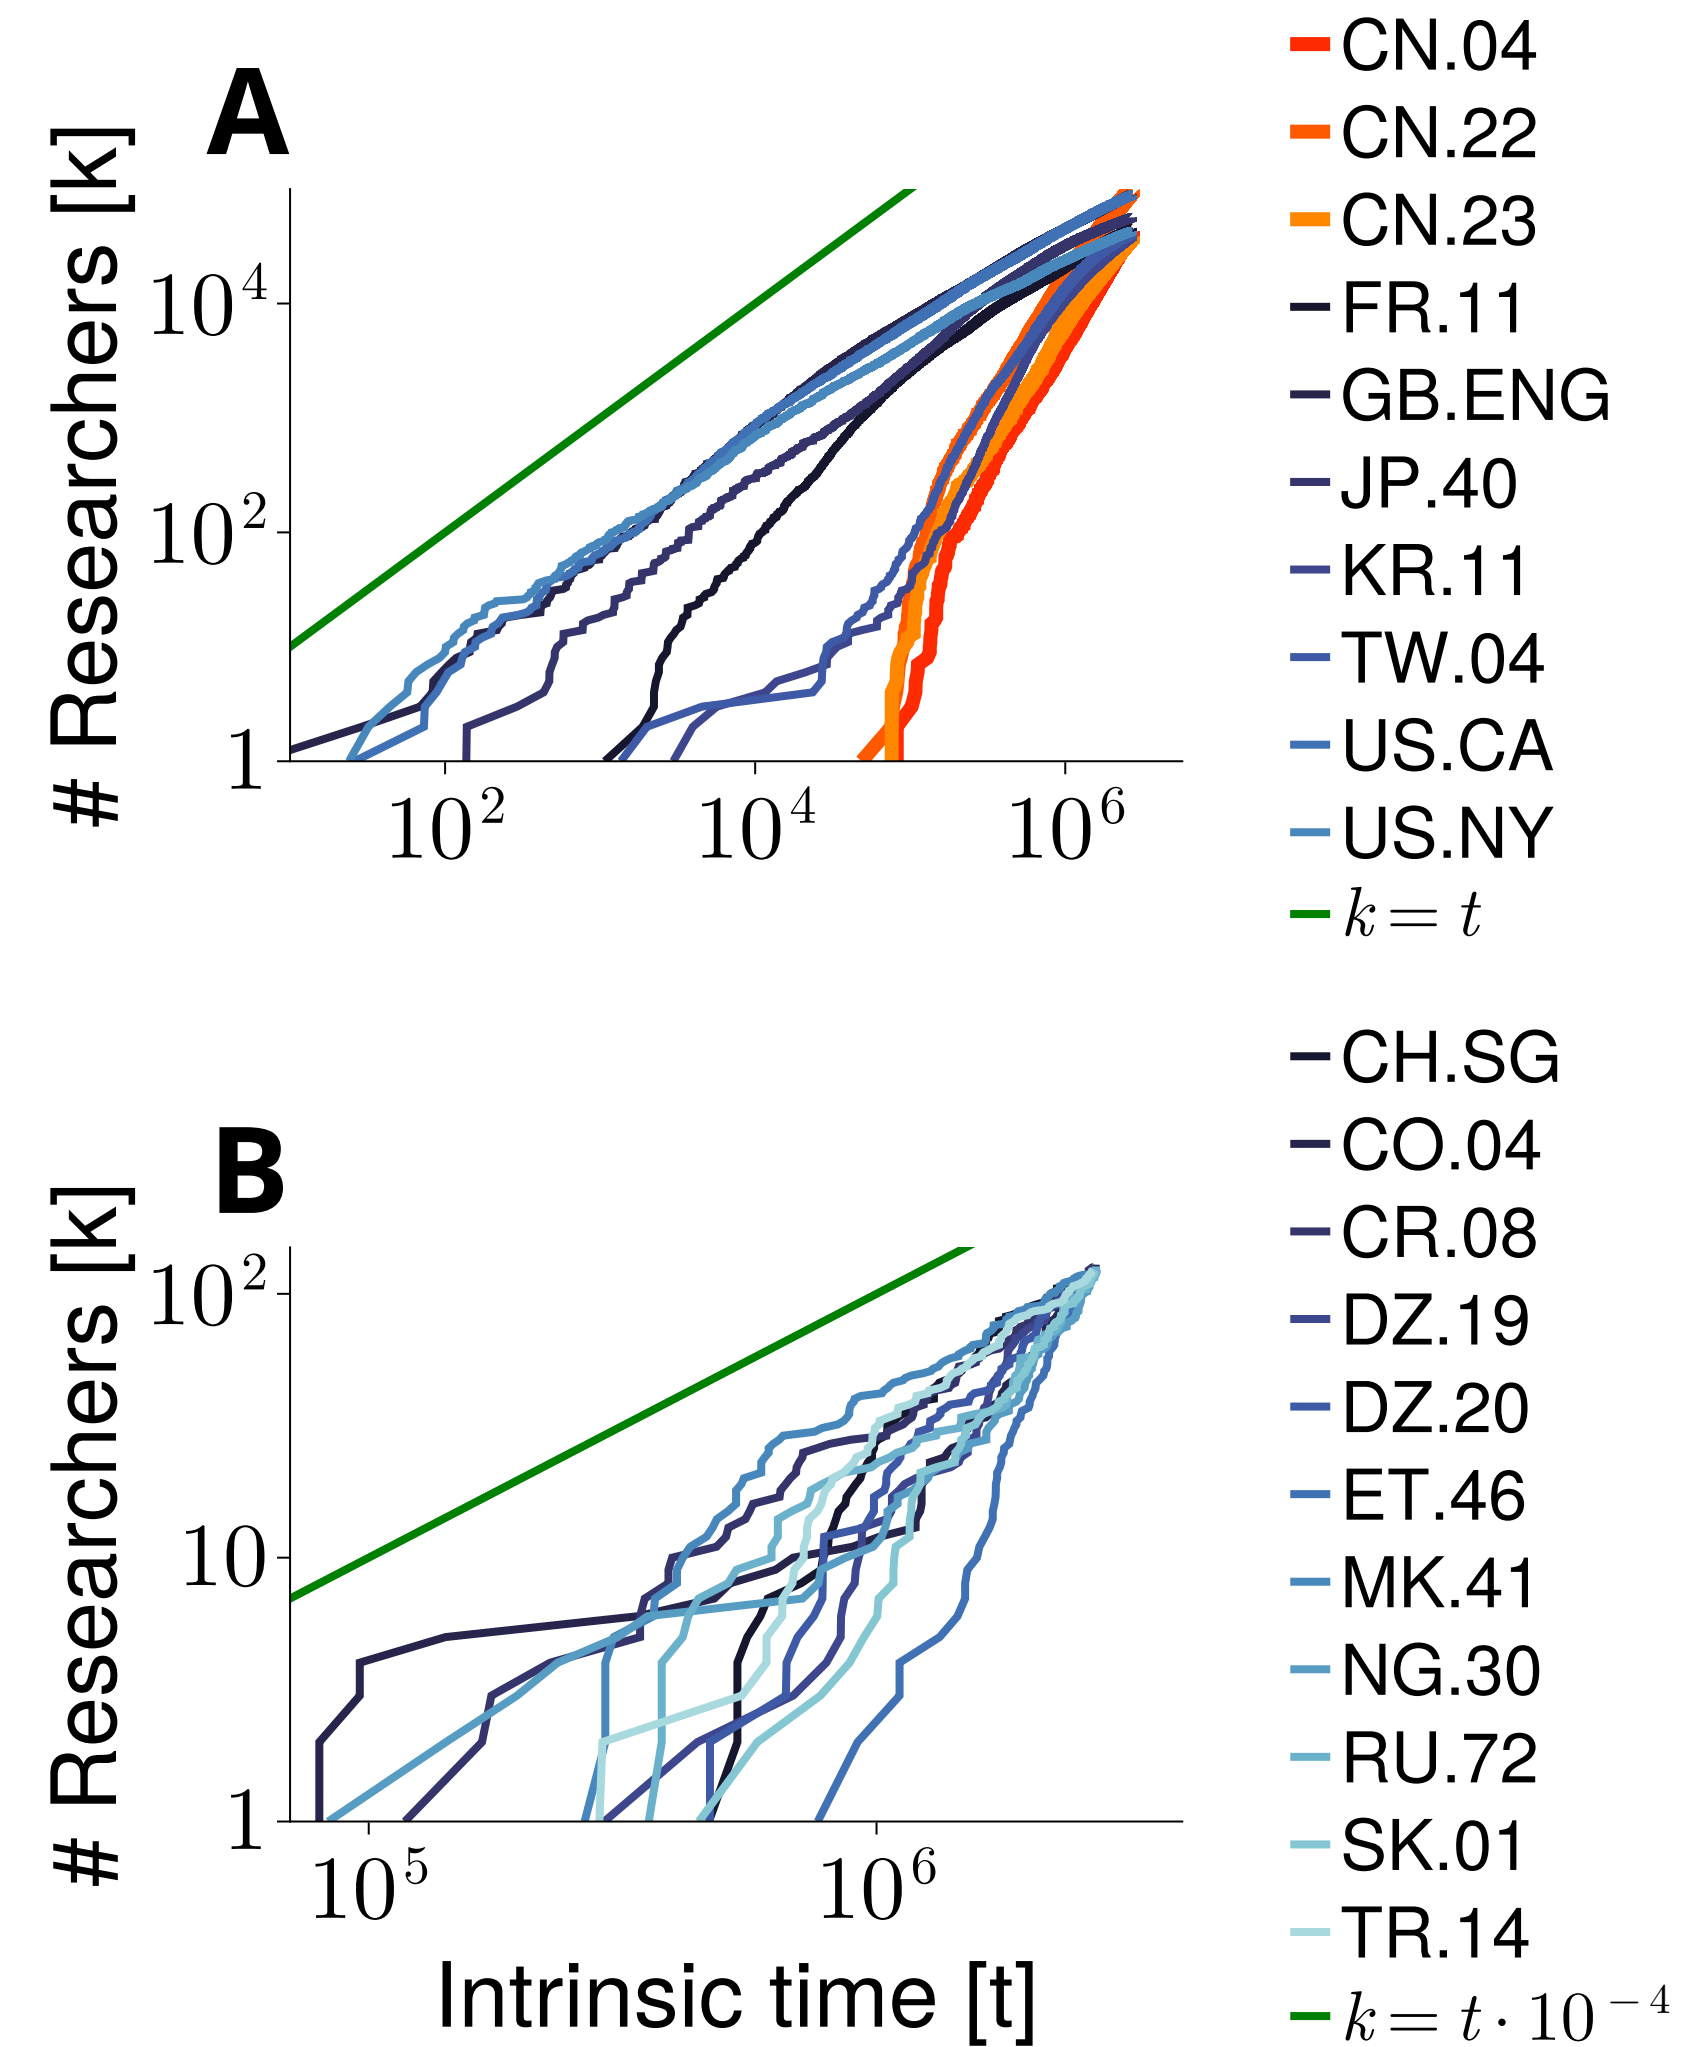 A
# Researchers [k]
10^4
10^2
1
10^2 10^4 10^6
CN.04
CN.22
CN.23
FR.11
GB.ENG
JP.40
KR.11
TW.04
US.CA
US.NY
k = t
B
# Researchers [k]
10^2
10
1
10^5 10^6
Intrinsic time [t]
CH.SG
CO.04
CR.08
DZ.19
DZ.20
ET.46
MK.41
NG.30
RU.72
SK.01
TR.14
k = t · 10^−4